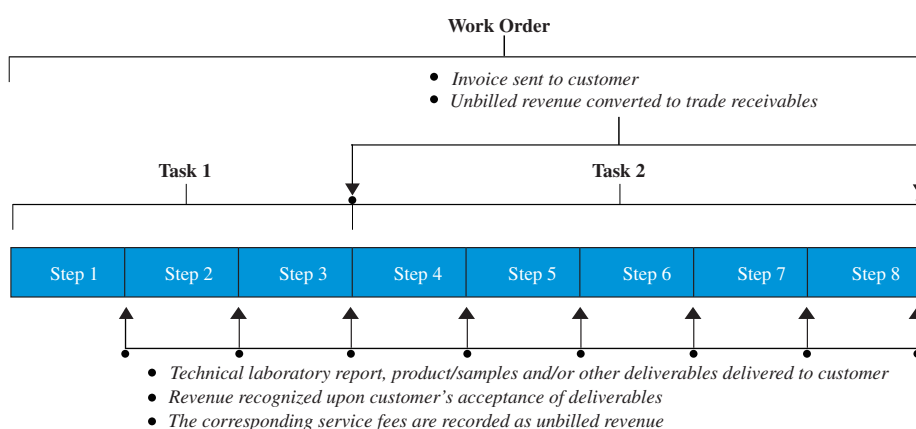 Work Order
Invoice sent to customer
Unbilled revenue converted to trade receivables
Task 1
Task 2
Step 1
Step 2
Step 3
Step 4
Step 5
Step 6
Step 7
Step 8
Technical laboratory report, product/samples and/or other deliverables delivered to customer
Revenue recognized upon customer's acceptance of deliverables
The corresponding service fees are recorded as unbilled revenue